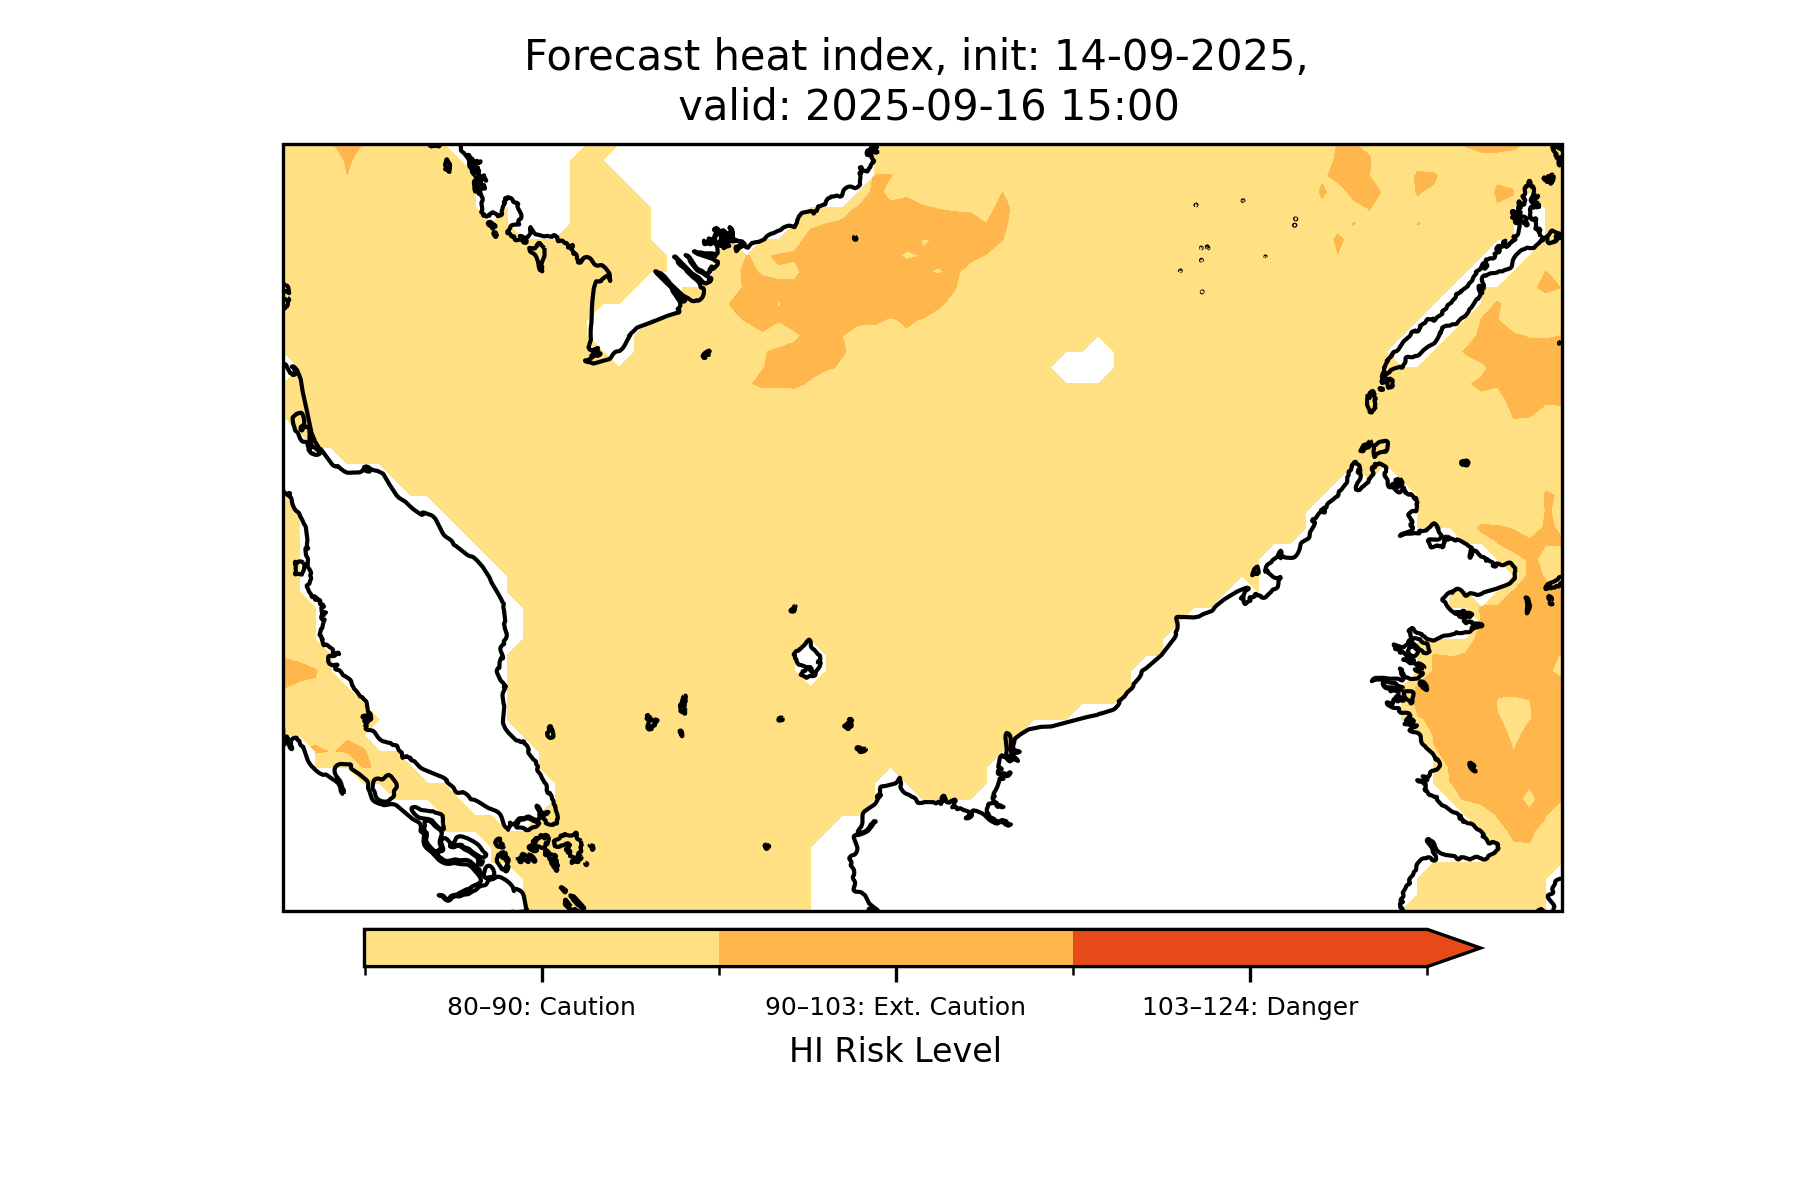 Forecast heat index, init: 14-09-2025,
valid: 2025-09-16 15:00
80–90: Caution
90–103: Ext. Caution
103–124: Danger
HI Risk Level